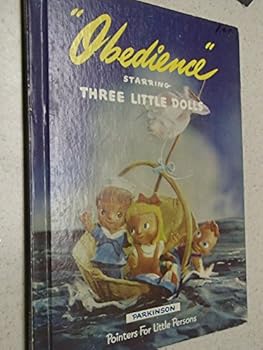 "Obedience"
STARRING
THREE LITTLE DOLLS
PARKINSON
Pointers For Little Persons